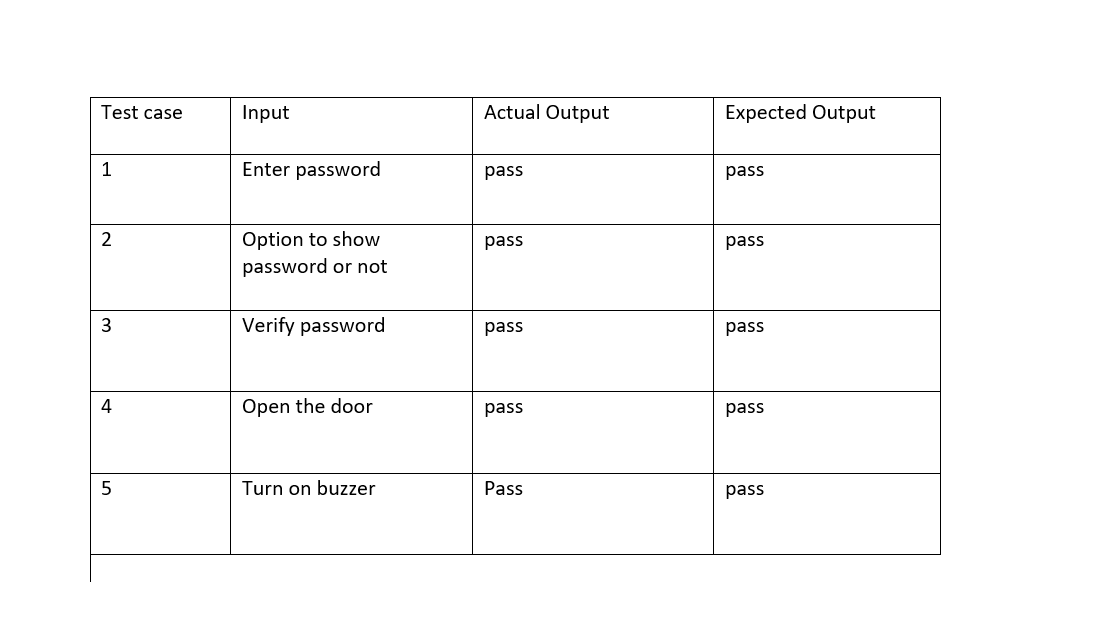 Test case Input Actual Output Expected Output
1 Enter password pass pass
2 Option to show pass pass
password or not
3 Verify password pass pass
4 Open the door pass pass
5 Turn on buzzer Pass pass